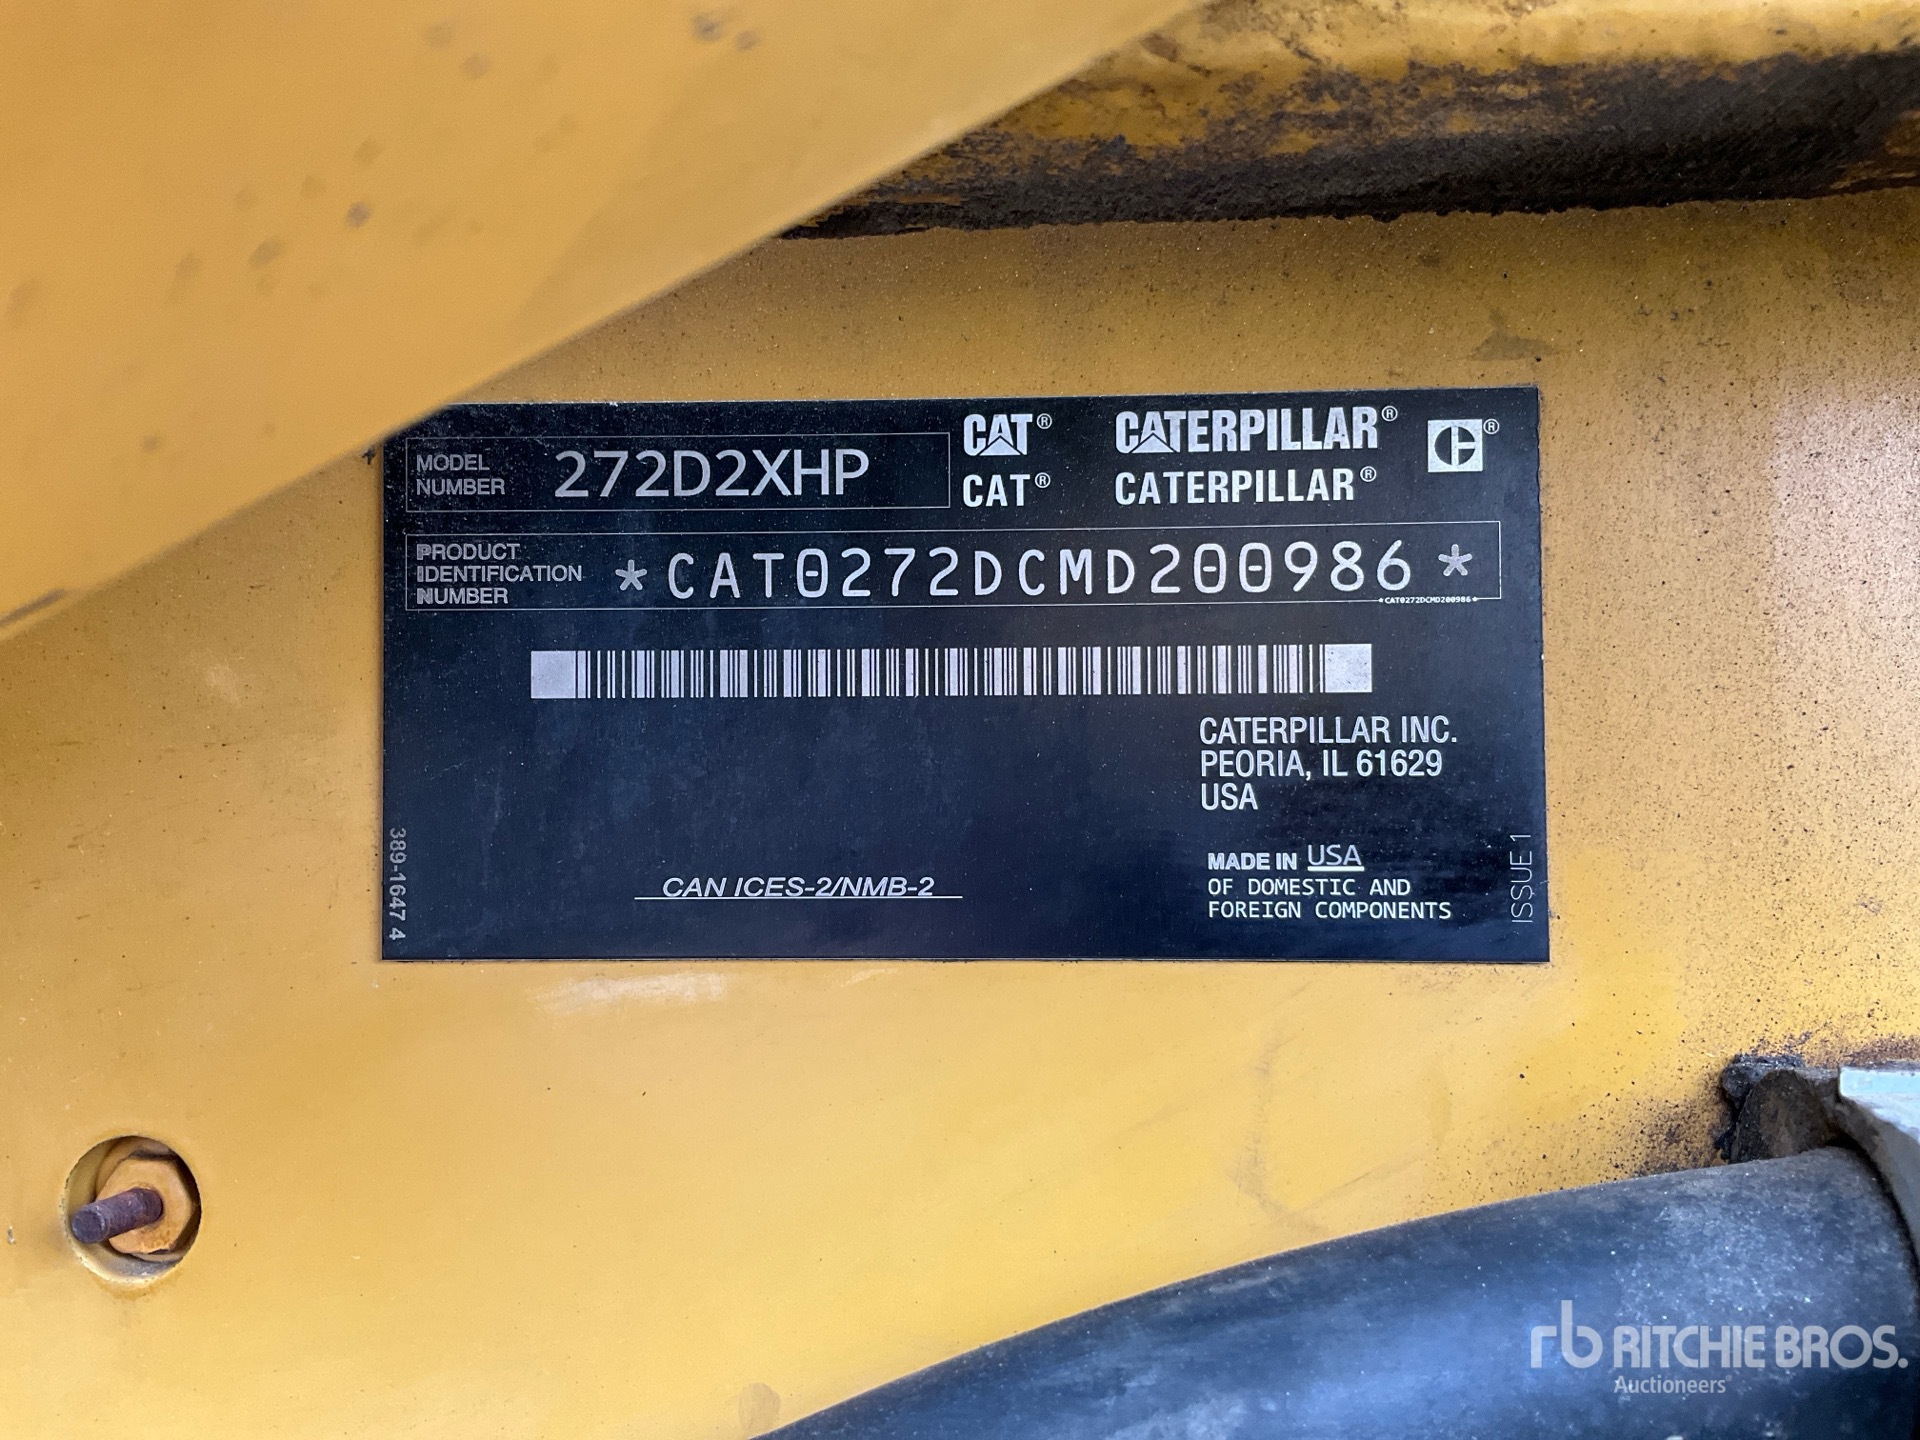 MODEL NUMBER 272D2XHP
CAT® CATERPILLAR® C®
CAT® CATERPILLAR®
PRODUCT IDENTIFICATION NUMBER *CAT0272DCMD200986*
*CAT0272DCMD200986*
CATERPILLAR INC.
PEORIA, IL 61629
USA
MADE IN USA
OF DOMESTIC AND
FOREIGN COMPONENTS
CAN ICES-2/NMB-2
389-1647 4
ISSUE 1
rb RITCHIE BROS.
Auctioneers